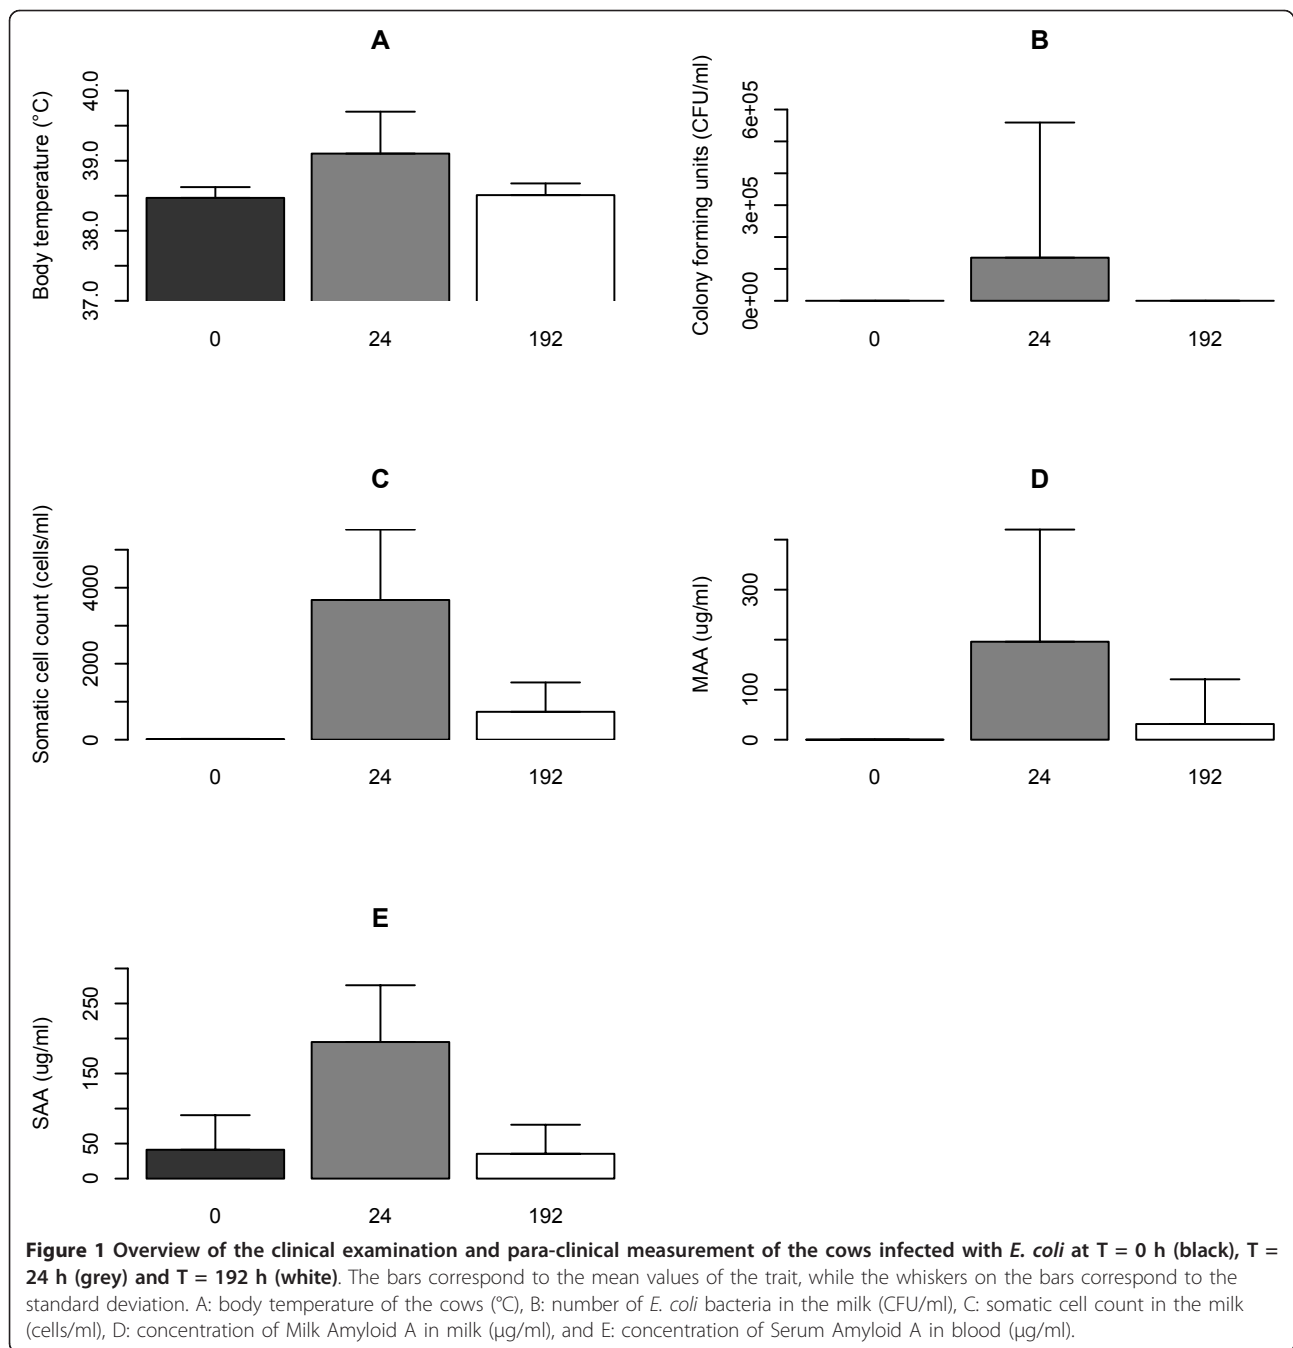 A
Body temperature (°C)
40.0
39.0
38.0
37.0
0 24 192
B
Colony forming units (CFU/ml)
6e+05
3e+05
0e+00
0 24 192
C
Somatic cell count (cells/ml)
4000
2000
0
0 24 192
D
MAA (ug/ml)
300
100
0
0 24 192
E
SAA (ug/ml)
250
150
50
0
0 24 192
Figure 1 Overview of the clinical examination and para-clinical measurement of the cows infected with E. coli at T = 0 h (black), T =
24 h (grey) and T = 192 h (white). The bars correspond to the mean values of the trait, while the whiskers on the bars correspond to the
standard deviation. A: body temperature of the cows (°C), B: number of E. coli bacteria in the milk (CFU/ml), C: somatic cell count in the milk
(cells/ml), D: concentration of Milk Amyloid A in milk (μg/ml), and E: concentration of Serum Amyloid A in blood (μg/ml).